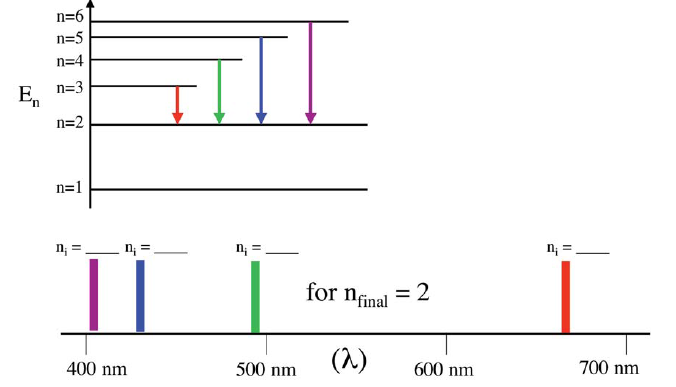 n=6
n=5
n=4
n=3
Eₙ
n=2
n=1
nᵢ = ____ nᵢ = ____ nᵢ = ____ nᵢ = ____
for n_final = 2
400 nm 500 nm (λ) 600 nm 700 nm